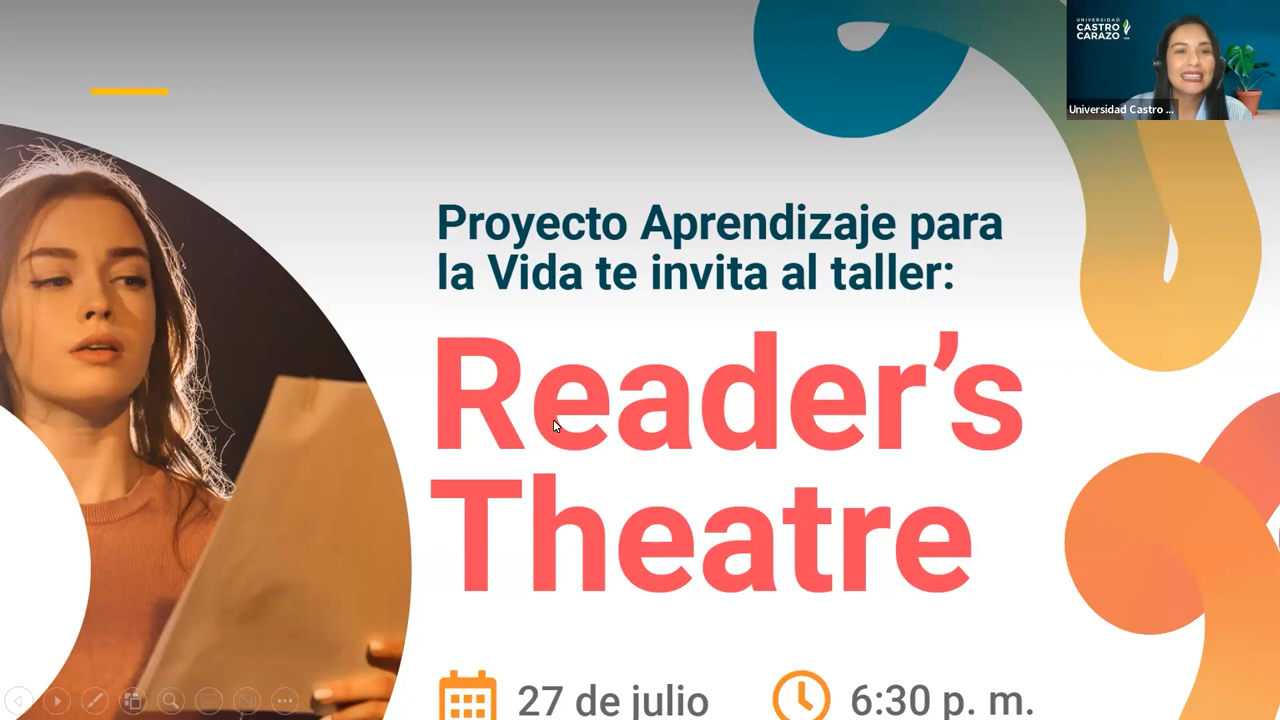 UNIVERSIDAD
CASTRO
CARAZO
Universidad Castro ...
Proyecto Aprendizaje para
la Vida te invita al taller:
Reader’s
Theatre
27 de julio
6:30 p. m.